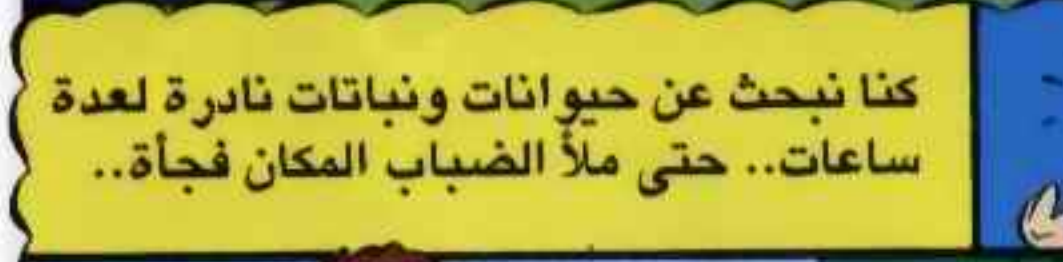 كنا نبحث عن حيوانات ونباتات نادرة لعدة
ساعات.. حتى ملأ الضباب المكان فجأة..